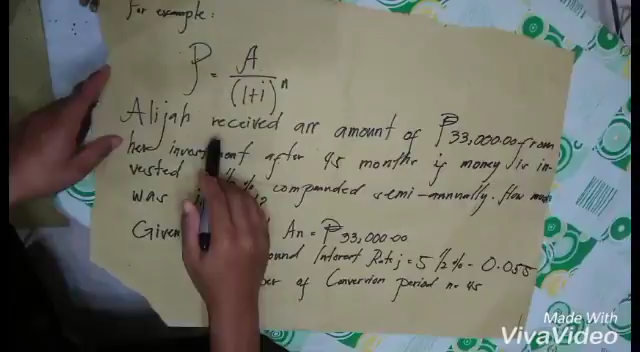 For example:
P = A / (1+i)^n
Alijah received an amount of ₱33,000.00 from
here investment after 45 months if money is in-
vested % compounded semi-annually. How much
was
Given An = ₱33,000.00
Interest Rate j = 5 1/2% - 0.055
of Conversion period n= 45
Made With
VivaVideo